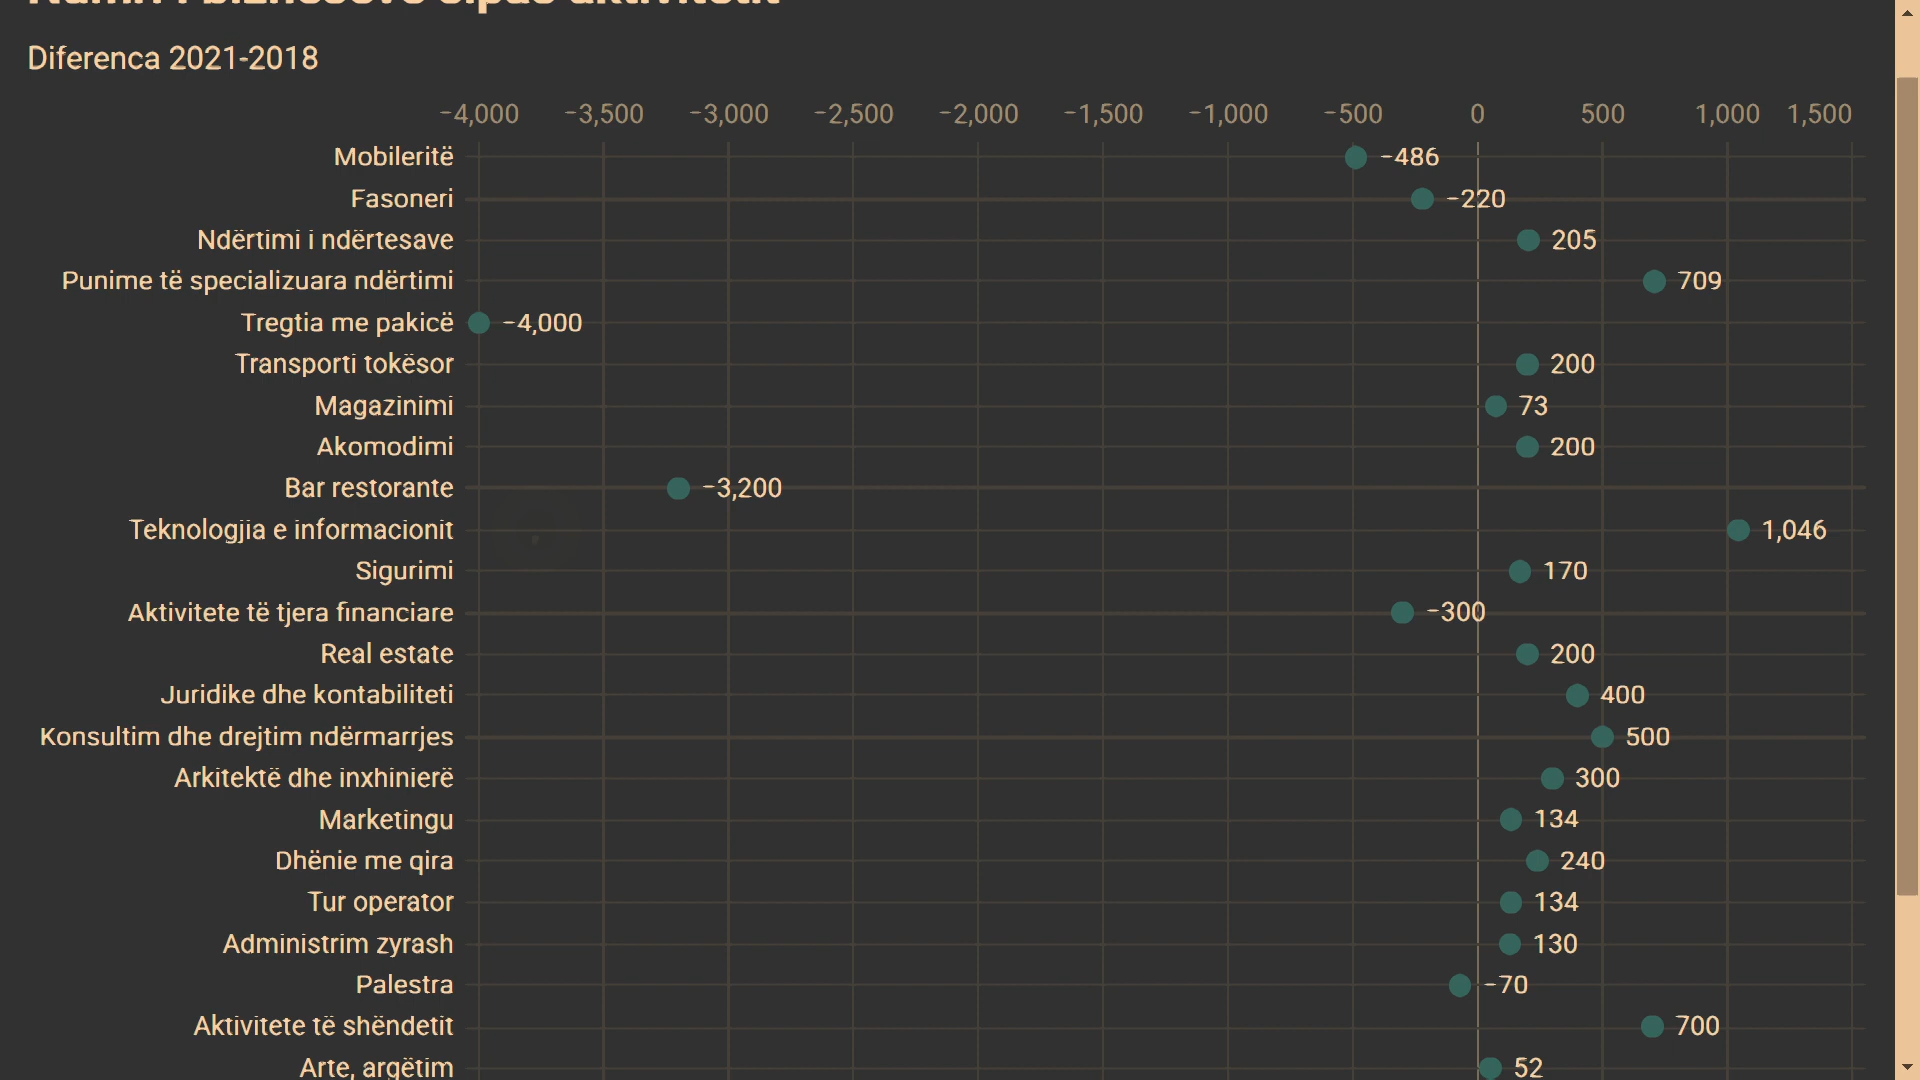 Numri i bizneseve sipas aktivitetit
Diferenca 2021-2018
−4,000 −3,500 −3,000 −2,500 −2,000 −1,500 −1,000 −500 0 500 1,000 1,500
Mobileritë −486
Fasoneri −220
Ndërtimi i ndërtesave 205
Punime të specializuara ndërtimi 709
Tregtia me pakicë −4,000
Transporti tokësor 200
Magazinimi 73
Akomodimi 200
Bar restorante −3,200
Teknologjia e informacionit 1,046
Sigurimi 170
Aktivitete të tjera financiare −300
Real estate 200
Juridike dhe kontabiliteti 400
Konsultim dhe drejtim ndërmarrjes 500
Arkitektë dhe inxhinierë 300
Marketingu 134
Dhënie me qira 240
Tur operator 134
Administrim zyrash 130
Palestra −70
Aktivitete të shëndetit 700
Arte, argëtim 52